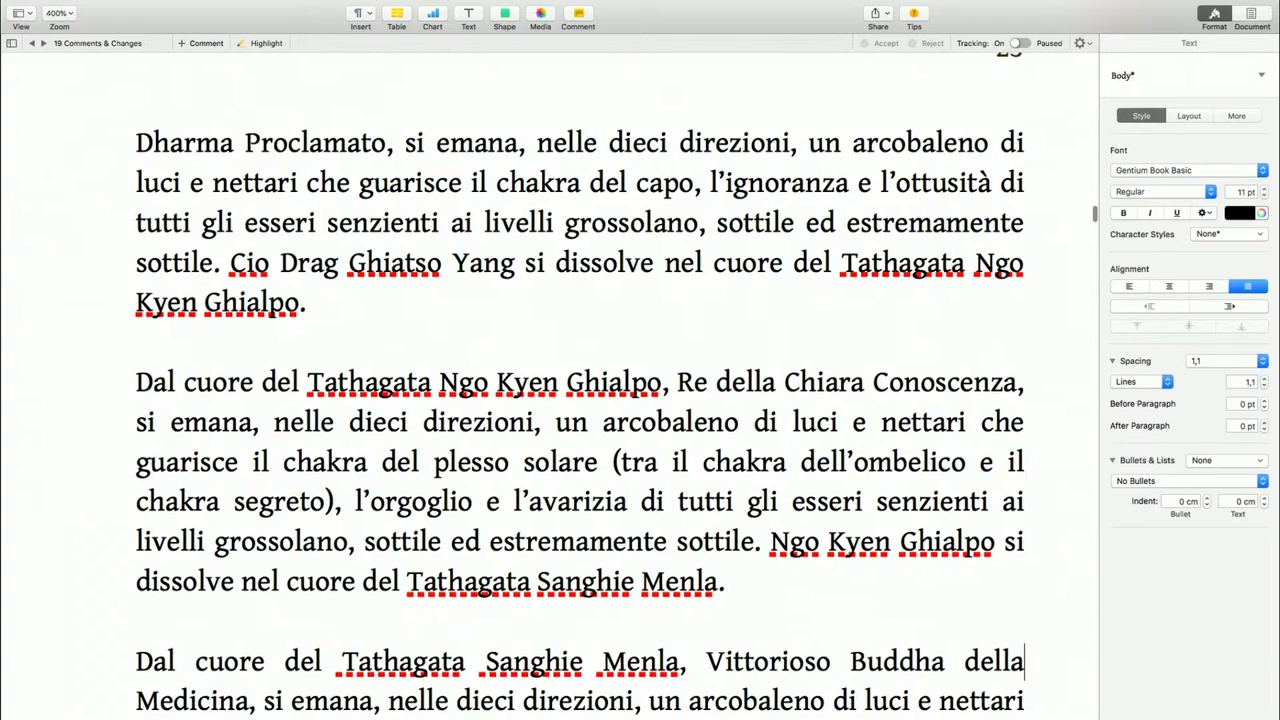 400%
View
Zoom
Insert
Table
Chart
Text
Shape
Media
Comment
Share
Tips
Format
Document
19 Comments & Changes
+ Comment
Highlight
Accept
Reject
Tracking: On
Paused
Text
Dharma Proclamato, si emana, nelle dieci direzioni, un arcobaleno di
luci e nettari che guarisce il chakra del capo, l’ignoranza e l’ottusità di
tutti gli esseri senzienti ai livelli grossolano, sottile ed estremamente
sottile. Cio Drag Ghiatso Yang si dissolve nel cuore del Tathagata Ngo
Kyen Ghialpo.
Dal cuore del Tathagata Ngo Kyen Ghialpo, Re della Chiara Conoscenza,
si emana, nelle dieci direzioni, un arcobaleno di luci e nettari che
guarisce il chakra del plesso solare (tra il chakra dell’ombelico e il
chakra segreto), l’orgoglio e l’avarizia di tutti gli esseri senzienti ai
livelli grossolano, sottile ed estremamente sottile. Ngo Kyen Ghialpo si
dissolve nel cuore del Tathagata Sanghie Menla.
Dal cuore del Tathagata Sanghie Menla, Vittorioso Buddha della
Medicina, si emana, nelle dieci direzioni, un arcobaleno di luci e nettari
Body*
Style
Layout
More
Font
Gentium Book Basic
Regular
11 pt
B I U
Character Styles
None*
Alignment
Spacing
1,1
Lines
1,1
Before Paragraph
0 pt
After Paragraph
0 pt
Bullets & Lists
None
No Bullets
Indent:
0 cm
0 cm
Bullet
Text